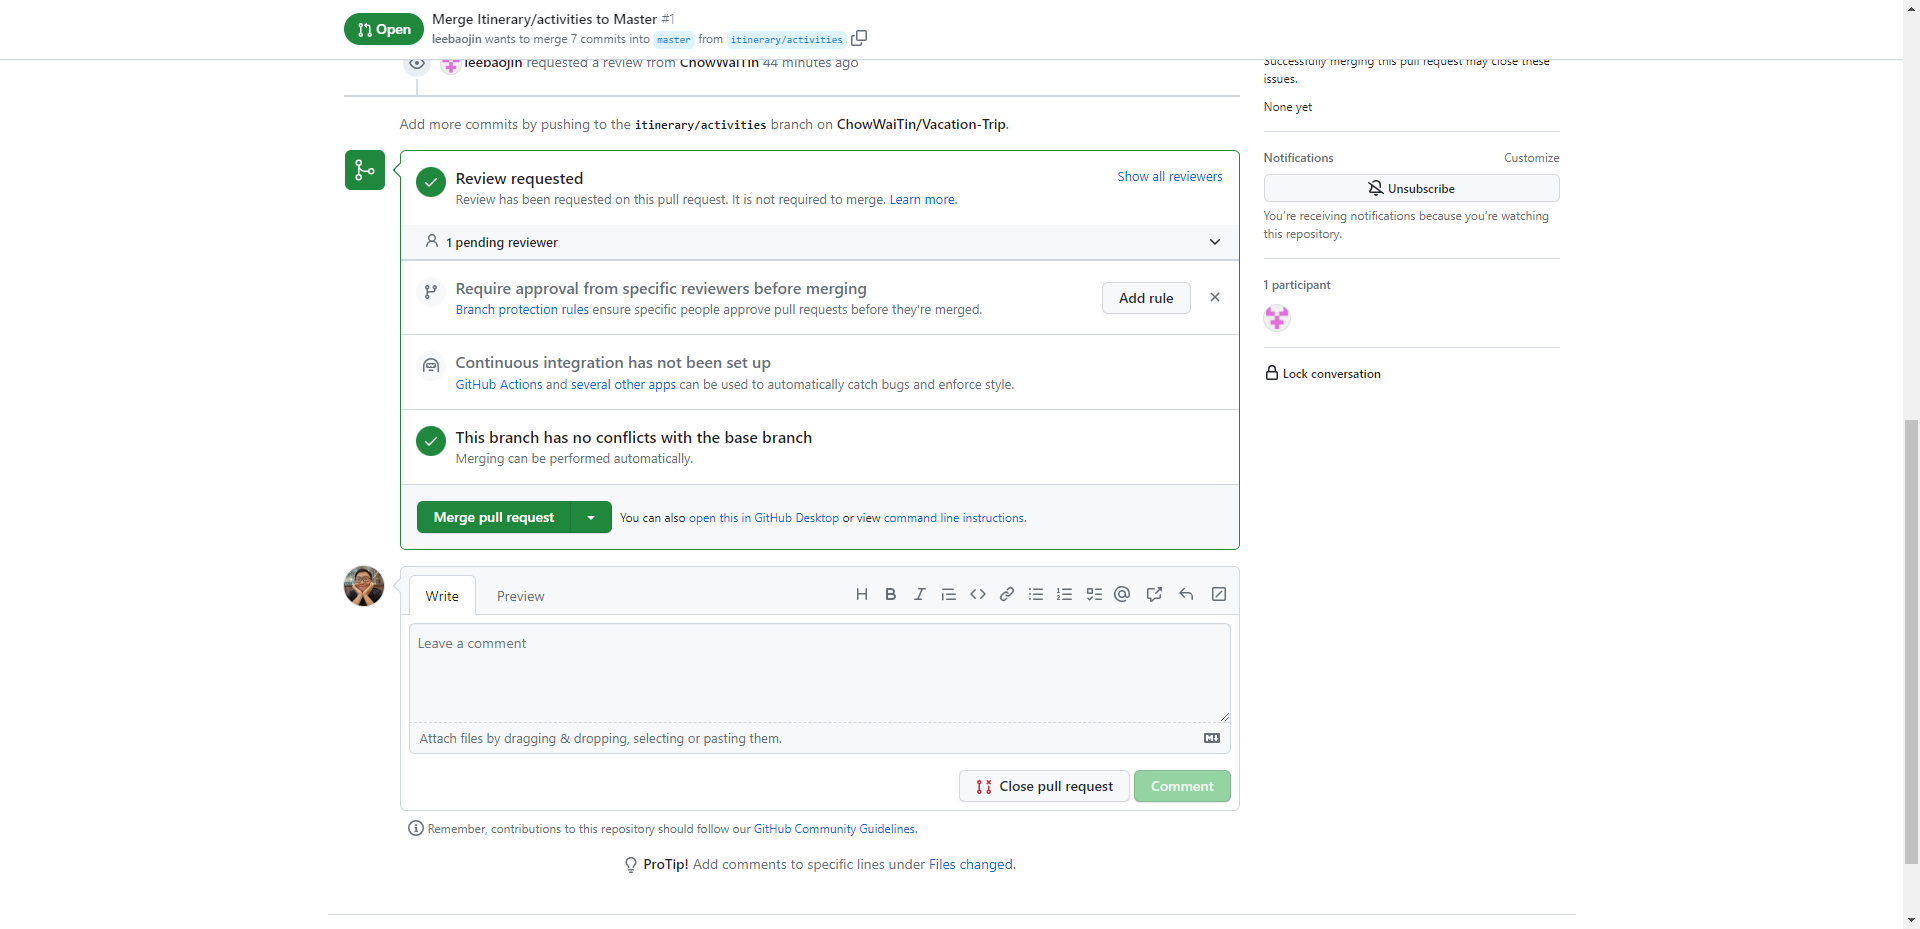 Open
Merge Itinerary/activities to Master #1
leebaojin wants to merge 7 commits into master from itinerary/activities
leebaojin requested a review from ChowWaiTin 44 minutes ago
Add more commits by pushing to the itinerary/activities branch on ChowWaiTin/Vacation-Trip.
Review requested
Show all reviewers
Review has been requested on this pull request. It is not required to merge. Learn more.
1 pending reviewer
Require approval from specific reviewers before merging
Branch protection rules ensure specific people approve pull requests before they're merged.
Add rule
Continuous integration has not been set up
GitHub Actions and several other apps can be used to automatically catch bugs and enforce style.
This branch has no conflicts with the base branch
Merging can be performed automatically.
Merge pull request
You can also open this in GitHub Desktop or view command line instructions.
Write
Preview
Leave a comment
Attach files by dragging & dropping, selecting or pasting them.
Close pull request
Comment
Remember, contributions to this repository should follow our GitHub Community Guidelines.
ProTip! Add comments to specific lines under Files changed.
Successfully merging this pull request may close these
issues.
None yet
Notifications
Customize
Unsubscribe
You're receiving notifications because you're watching
this repository.
1 participant
Lock conversation